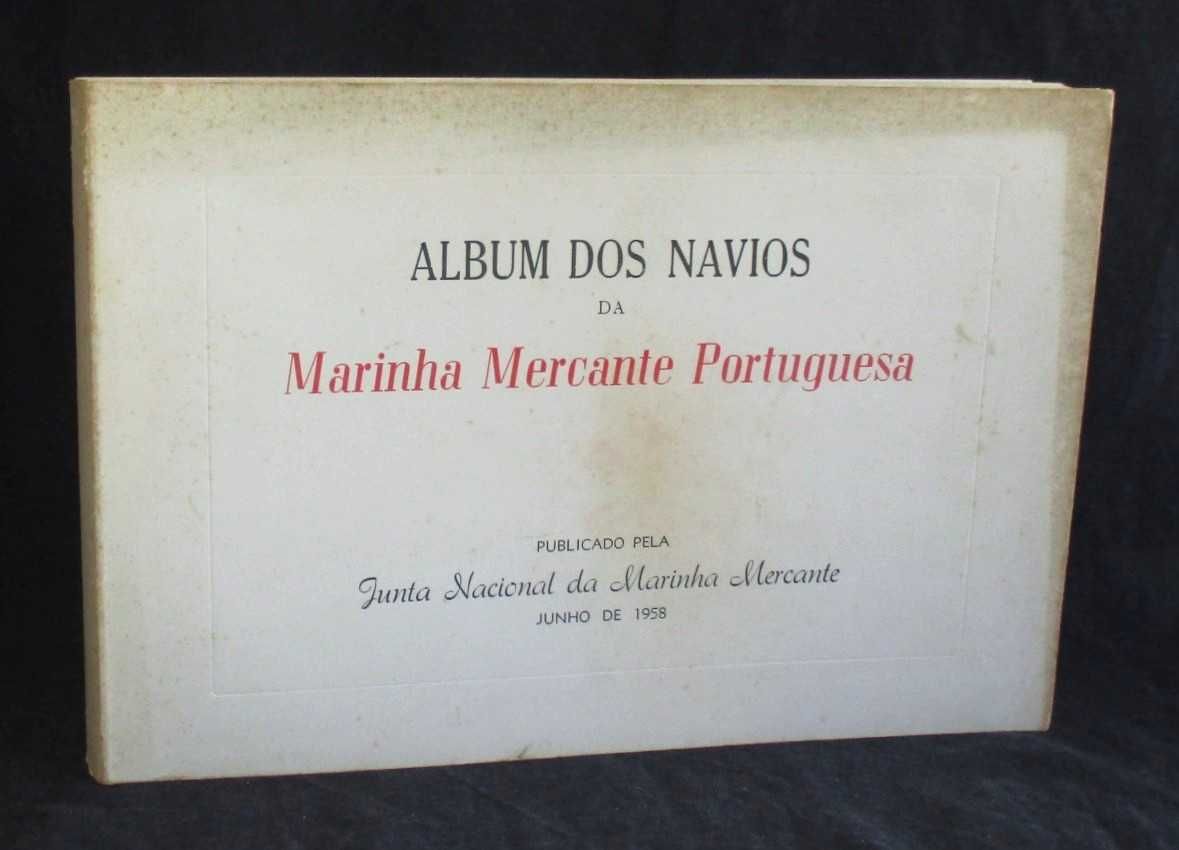 ALBUM DOS NAVIOS
DA
Marinha Mercante Portuguesa
PUBLICADO PELA
Junta Nacional da Marinha Mercante
JUNHO DE 1958